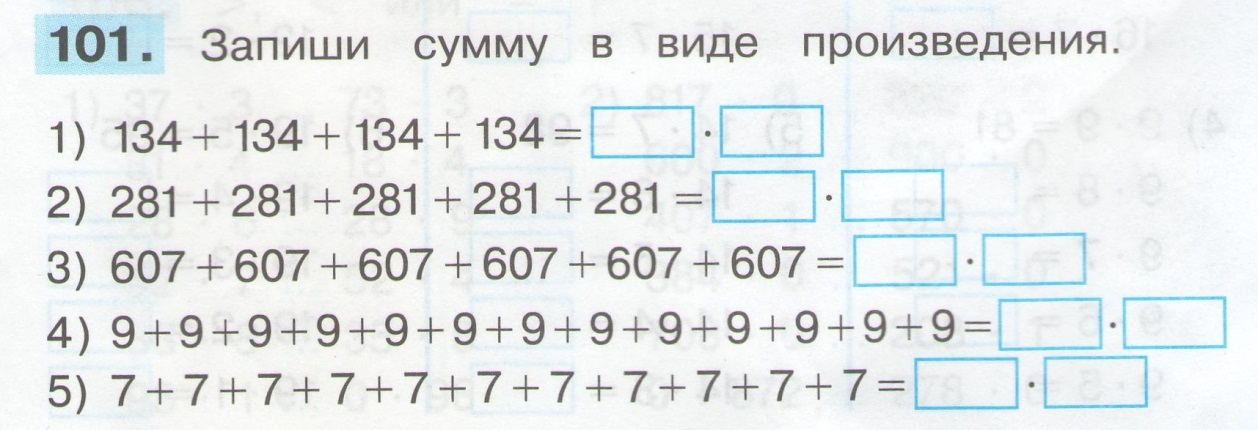 101. Запиши сумму в виде произведения.
1) 134+134+134+134= ·
2) 281+281+281+281+281= ·
3) 607+607+607+607+607+607= ·
4) 9+9+9+9+9+9+9+9+9+9+9+9+9= ·
5) 7+7+7+7+7+7+7+7+7+7+7= ·